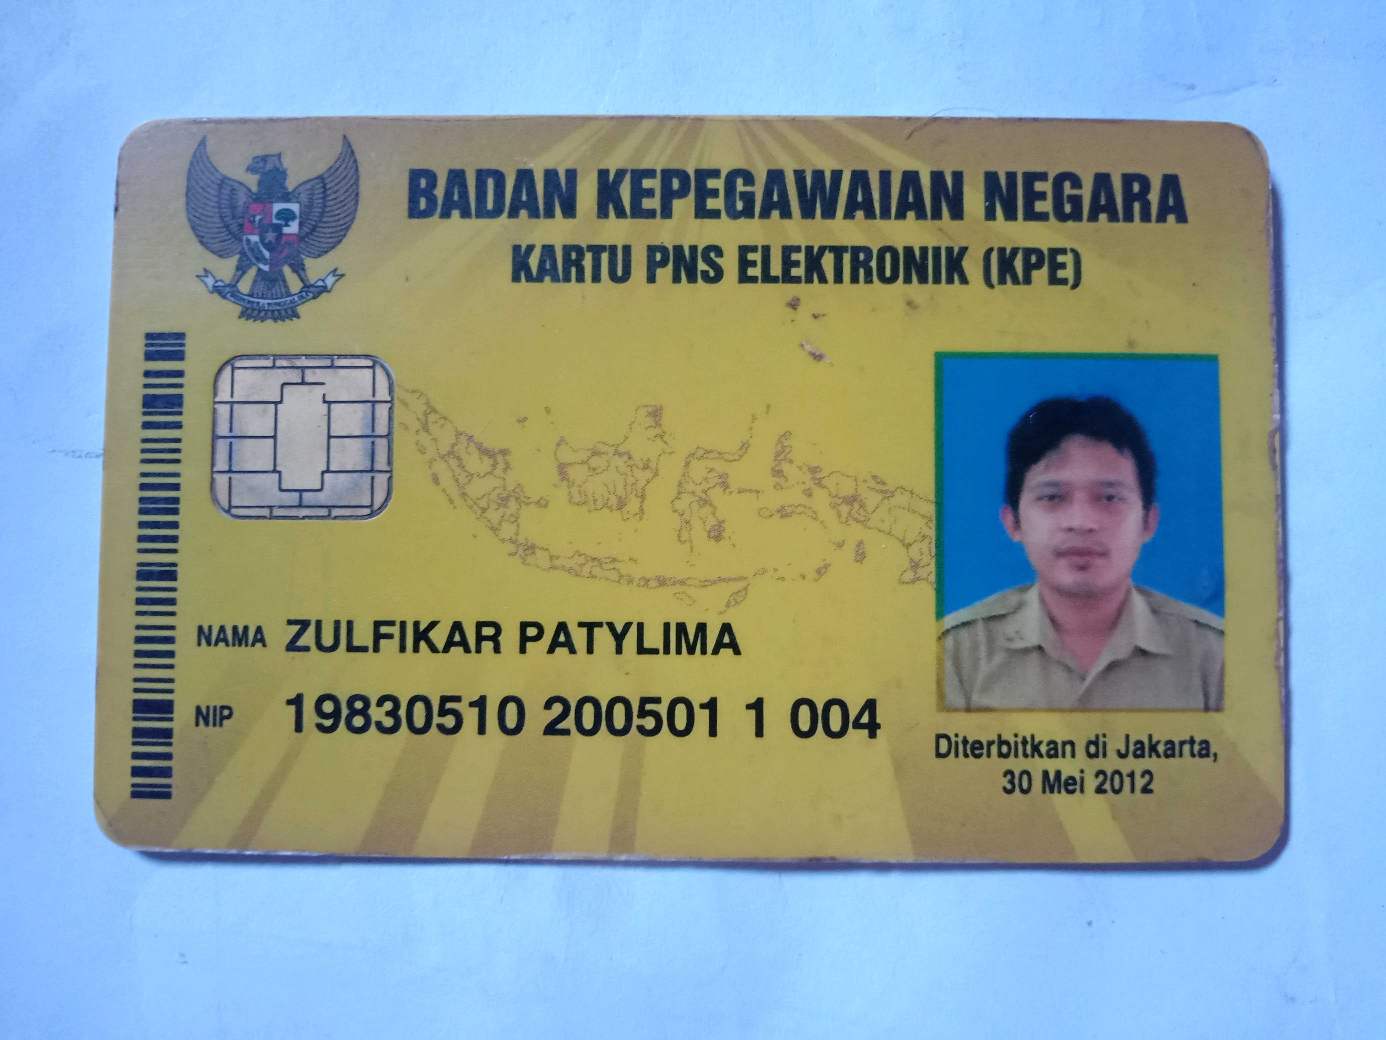 BADAN KEPEGAWAIAN NEGARA
KARTU PNS ELEKTRONIK (KPE)
NAMA ZULFIKAR PATYLIMA
NIP 19830510 200501 1 004
Diterbitkan di Jakarta,
30 Mei 2012